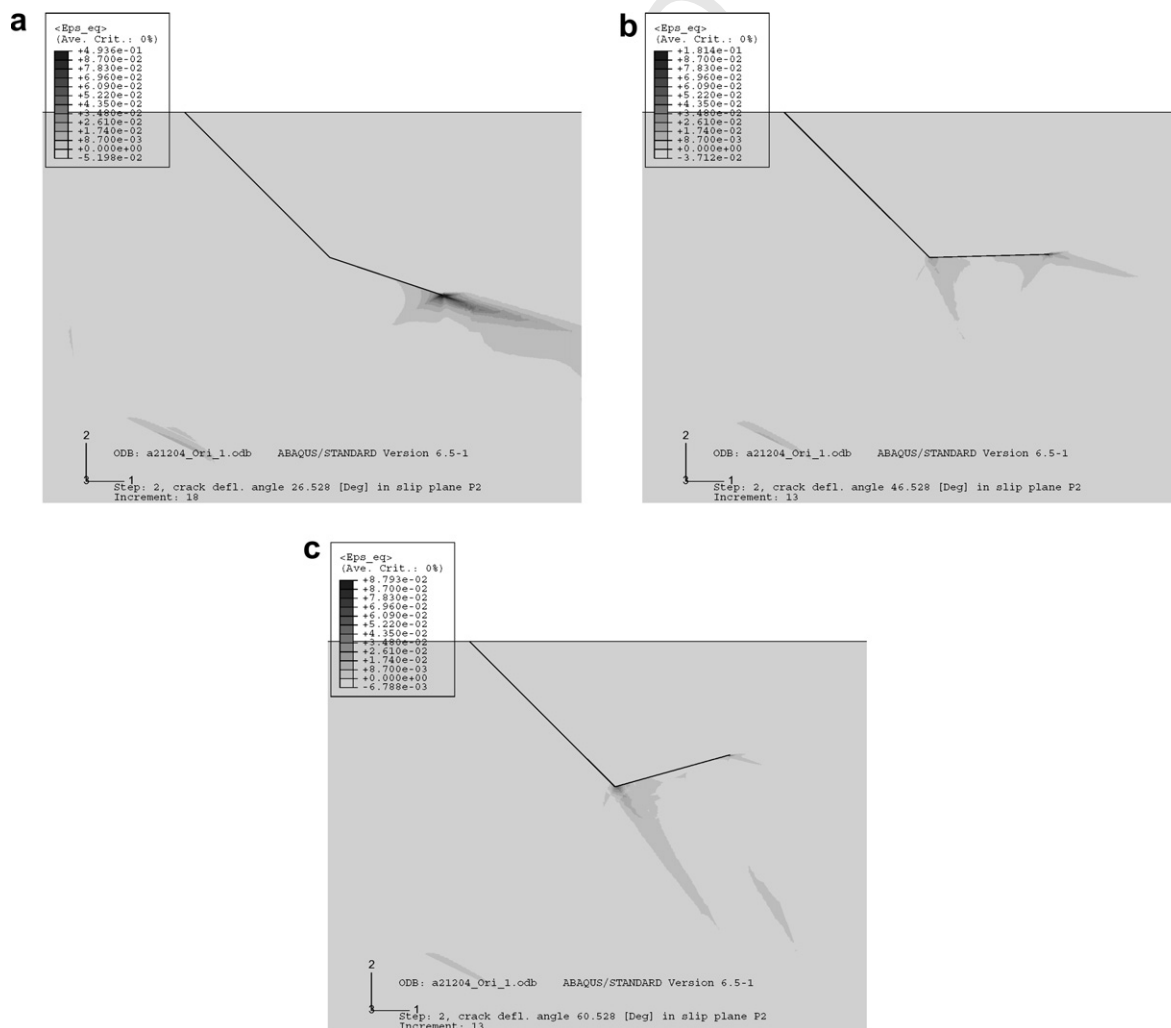 a
<Eps_eq>
(Ave. Crit.: 0%)
+4.936e-01
+8.700e-02
+7.830e-02
+6.960e-02
+6.090e-02
+5.220e-02
+4.350e-02
+3.480e-02
+2.610e-02
+1.740e-02
+8.700e-03
+0.000e+00
-5.198e-02
2
3
1
ODB: a21204_Ori_1.odb ABAQUS/STANDARD Version 6.5-1
Step: 2, crack defl. angle 26.528 [Deg] in slip plane P2
Increment: 18
b
<Eps_eq>
(Ave. Crit.: 0%)
+1.814e-01
+8.700e-02
+7.830e-02
+6.960e-02
+6.090e-02
+5.220e-02
+4.350e-02
+3.480e-02
+2.610e-02
+1.740e-02
+8.700e-03
+0.000e+00
-3.712e-02
2
3
1
ODB: a21204_Ori_1.odb ABAQUS/STANDARD Version 6.5-1
Step: 2, crack defl. angle 46.528 [Deg] in slip plane P2
Increment: 13
c
<Eps_eq>
(Ave. Crit.: 0%)
+8.793e-02
+8.700e-02
+7.830e-02
+6.960e-02
+6.090e-02
+5.220e-02
+4.350e-02
+3.480e-02
+2.610e-02
+1.740e-02
+8.700e-03
+0.000e+00
-6.788e-03
2
3
1
ODB: a21204_Ori_1.odb ABAQUS/STANDARD Version 6.5-1
Step: 2, crack defl. angle 60.528 [Deg] in slip plane P2
Increment: 13